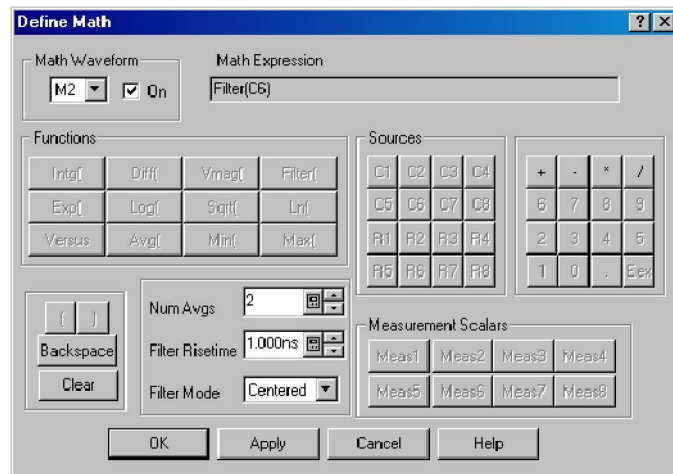 Define Math
? ×
Math Waveform
Math Expression
M2
On
Filter(C6)
Functions
Intg( Diff( Vmag( Filter(
Exp( Log( Sqrt( Ln(
Versus Avg( Min( Max(
Sources
C1 C2 C3 C4
C5 C6 C7 C8
R1 R2 R3 R4
R5 R6 R7 R8
+ - * /
6 7 8 9
2 3 4 5
1 0 . Eex
( )
Backspace
Clear
Num Avgs 2
Filter Risetime 1.000ns
Filter Mode Centered
Measurement Scalars
Meas1 Meas2 Meas3 Meas4
Meas5 Meas6 Meas7 Meas8
OK Apply Cancel Help